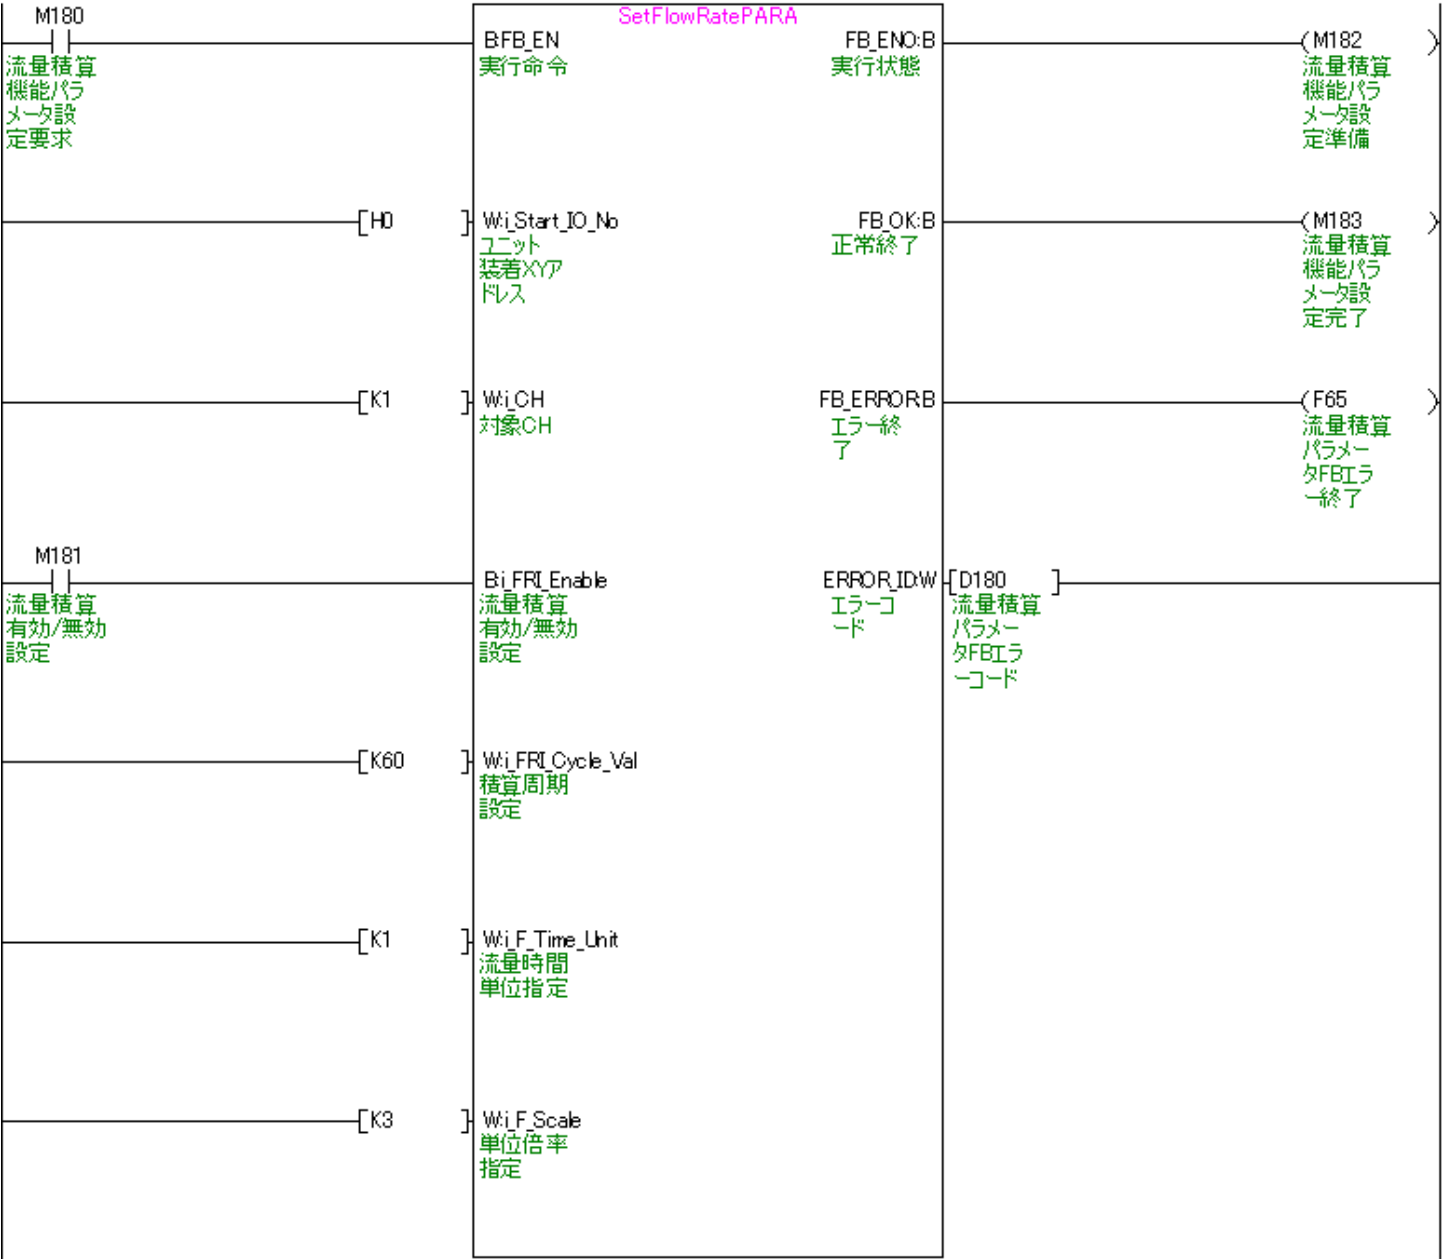 SetFlowRatePARA
M180
流量積算
機能パラ
メータ設
定要求
B:FB_EN
実行命令
FB_ENO:B
実行状態
(M182 )
流量積算
機能パラ
メータ設
定準備
[H0 ]
W:i_Start_IO_No
ユニット
装着XYア
ドレス
FB_OK:B
正常終了
(M183 )
流量積算
機能パラ
メータ設
定完了
[K1 ]
W:i_CH
対象CH
FB_ERROR:B
エラー終
了
(F65 )
流量積算
パラメー
タFBエラ
ー終了
M181
流量積算
有効/無効
設定
B:i_FRI_Enable
流量積算
有効/無効
設定
ERROR_ID:W
エラーコ
ード
[D180 ]
流量積算
パラメー
タFBエラ
ーコード
[K60 ]
W:i_FRI_Cycle_Val
積算周期
設定
[K1 ]
W:i_F_Time_Unit
流量時間
単位指定
[K3 ]
W:i_F_Scale
単位倍率
指定